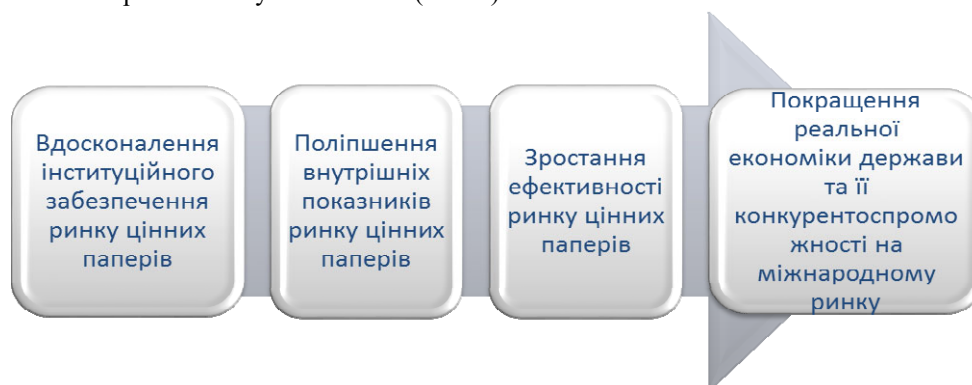 Вдосконалення
інституційного
забезпечення
ринку цінних
паперів
Поліпшення
внутрішніх
показників
ринку цінних
паперів
Зростання
ефективності
ринку цінних
паперів
Покращення
реальної
економіки держави
та її
конкурентоспромо
жності на
міжнародному
ринку